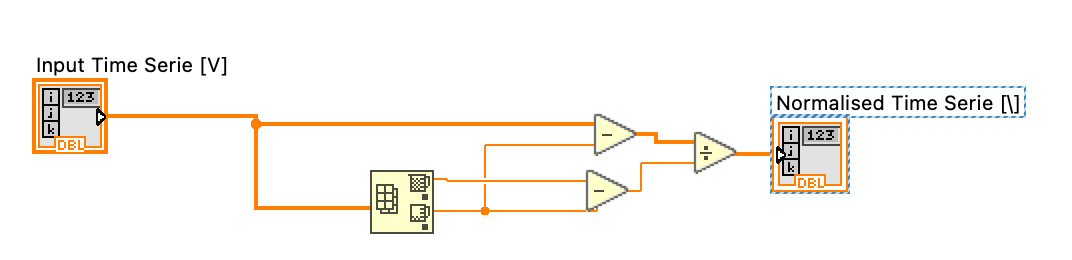 Input Time Serie [V]
i
123
j
k
DBL
Normalised Time Serie [\]
i
123
j
k
DBL
-
÷
-